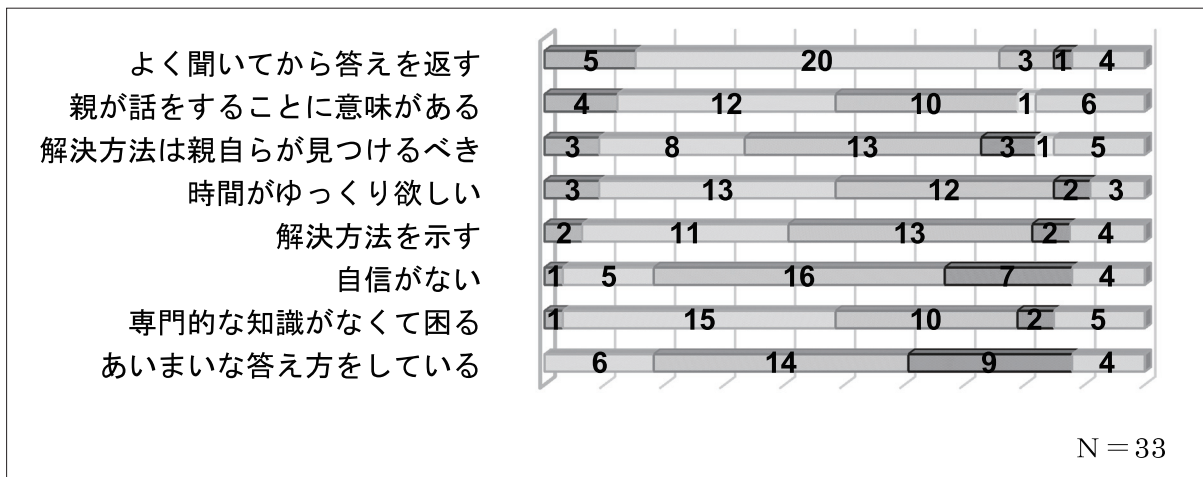 よく聞いてから答えを返す 5 20 3 1 4
親が話をすることに意味がある 4 12 10 1 6
解決方法は親自らが見つけるべき 3 8 13 3 1 5
時間がゆっくり欲しい 3 13 12 2 3
解決方法を示す 2 11 13 2 4
自信がない 1 5 16 7 4
専門的な知識がなくて困る 1 15 10 2 5
あいまいな答え方をしている 6 14 9 4
N＝33